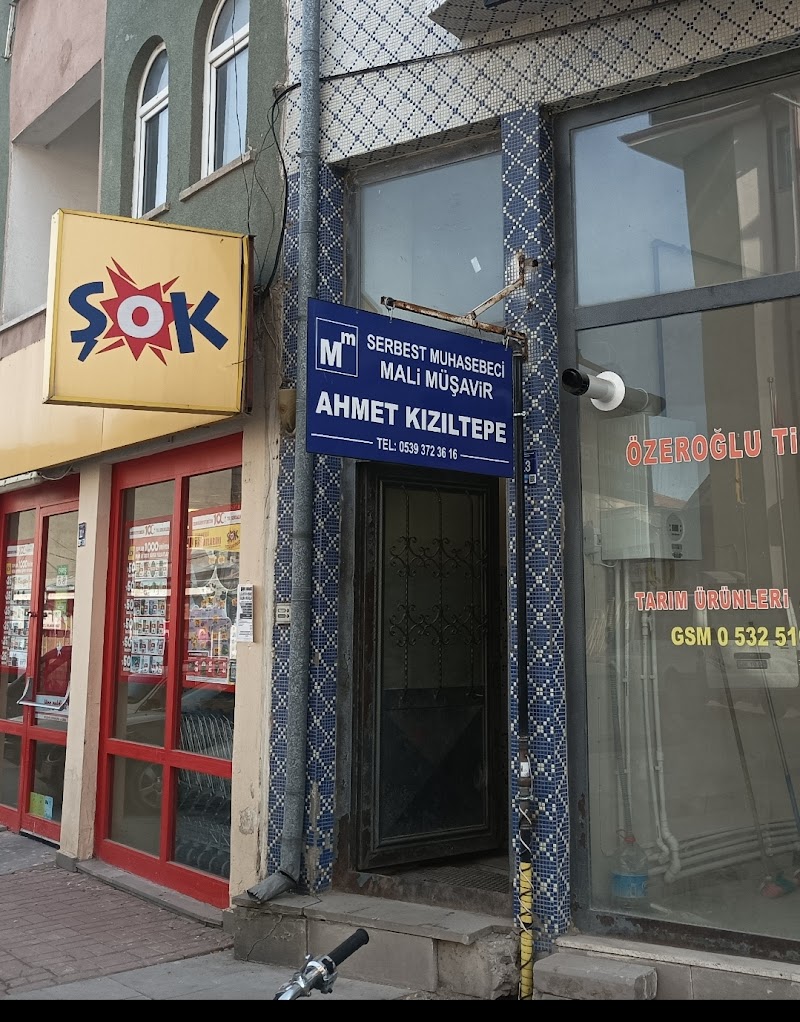 ŞOK
Mm
SERBEST MUHASEBECİ
MALİ MÜŞAVİR
AHMET KIZILTEPE
TEL: 0539 372 36 16
ÖZEROĞLU Tİ
TARIM ÜRÜNLERİ
GSM 0 532 51